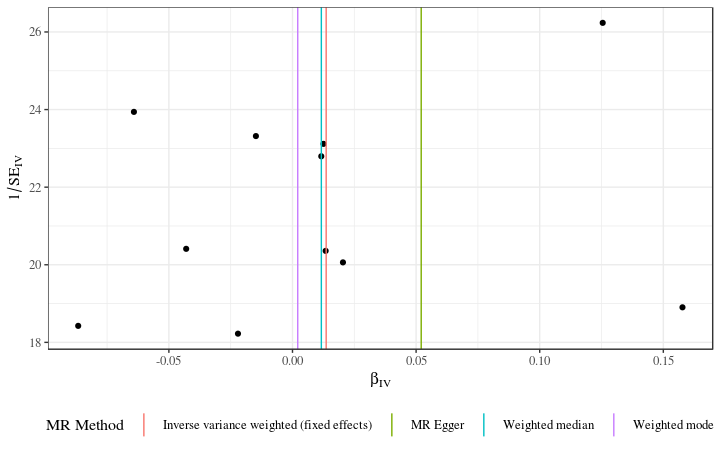 26
24
22
20
18
1/SE_IV
-0.05 0.00 0.05 0.10 0.15
β_IV
MR Method Inverse variance weighted (fixed effects) MR Egger Weighted median Weighted mode